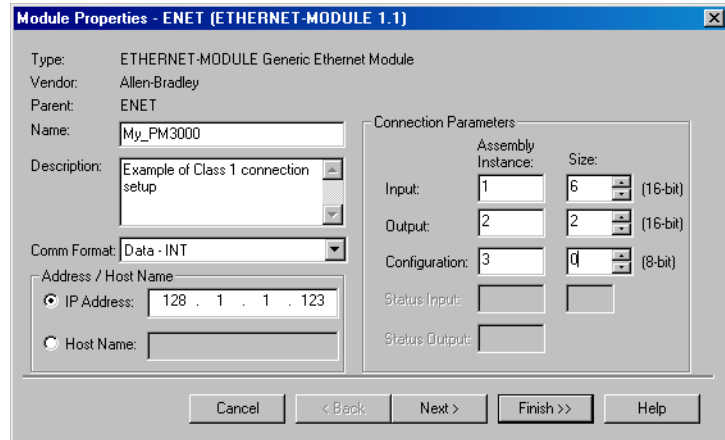 Module Properties - ENET (ETHERNET-MODULE 1.1)
Type: ETHERNET-MODULE Generic Ethernet Module
Vendor: Allen-Bradley
Parent: ENET
Name: My_PM3000
Description: Example of Class 1 connection
setup
Comm Format: Data - INT
Address / Host Name
IP Address: 128 . 1 . 1 . 123
Host Name:
Connection Parameters
Assembly
Instance: Size:
Input: 1 6 (16-bit)
Output: 2 2 (16-bit)
Configuration: 3 0 (8-bit)
Status Input:
Status Output:
Cancel < Back Next > Finish >> Help